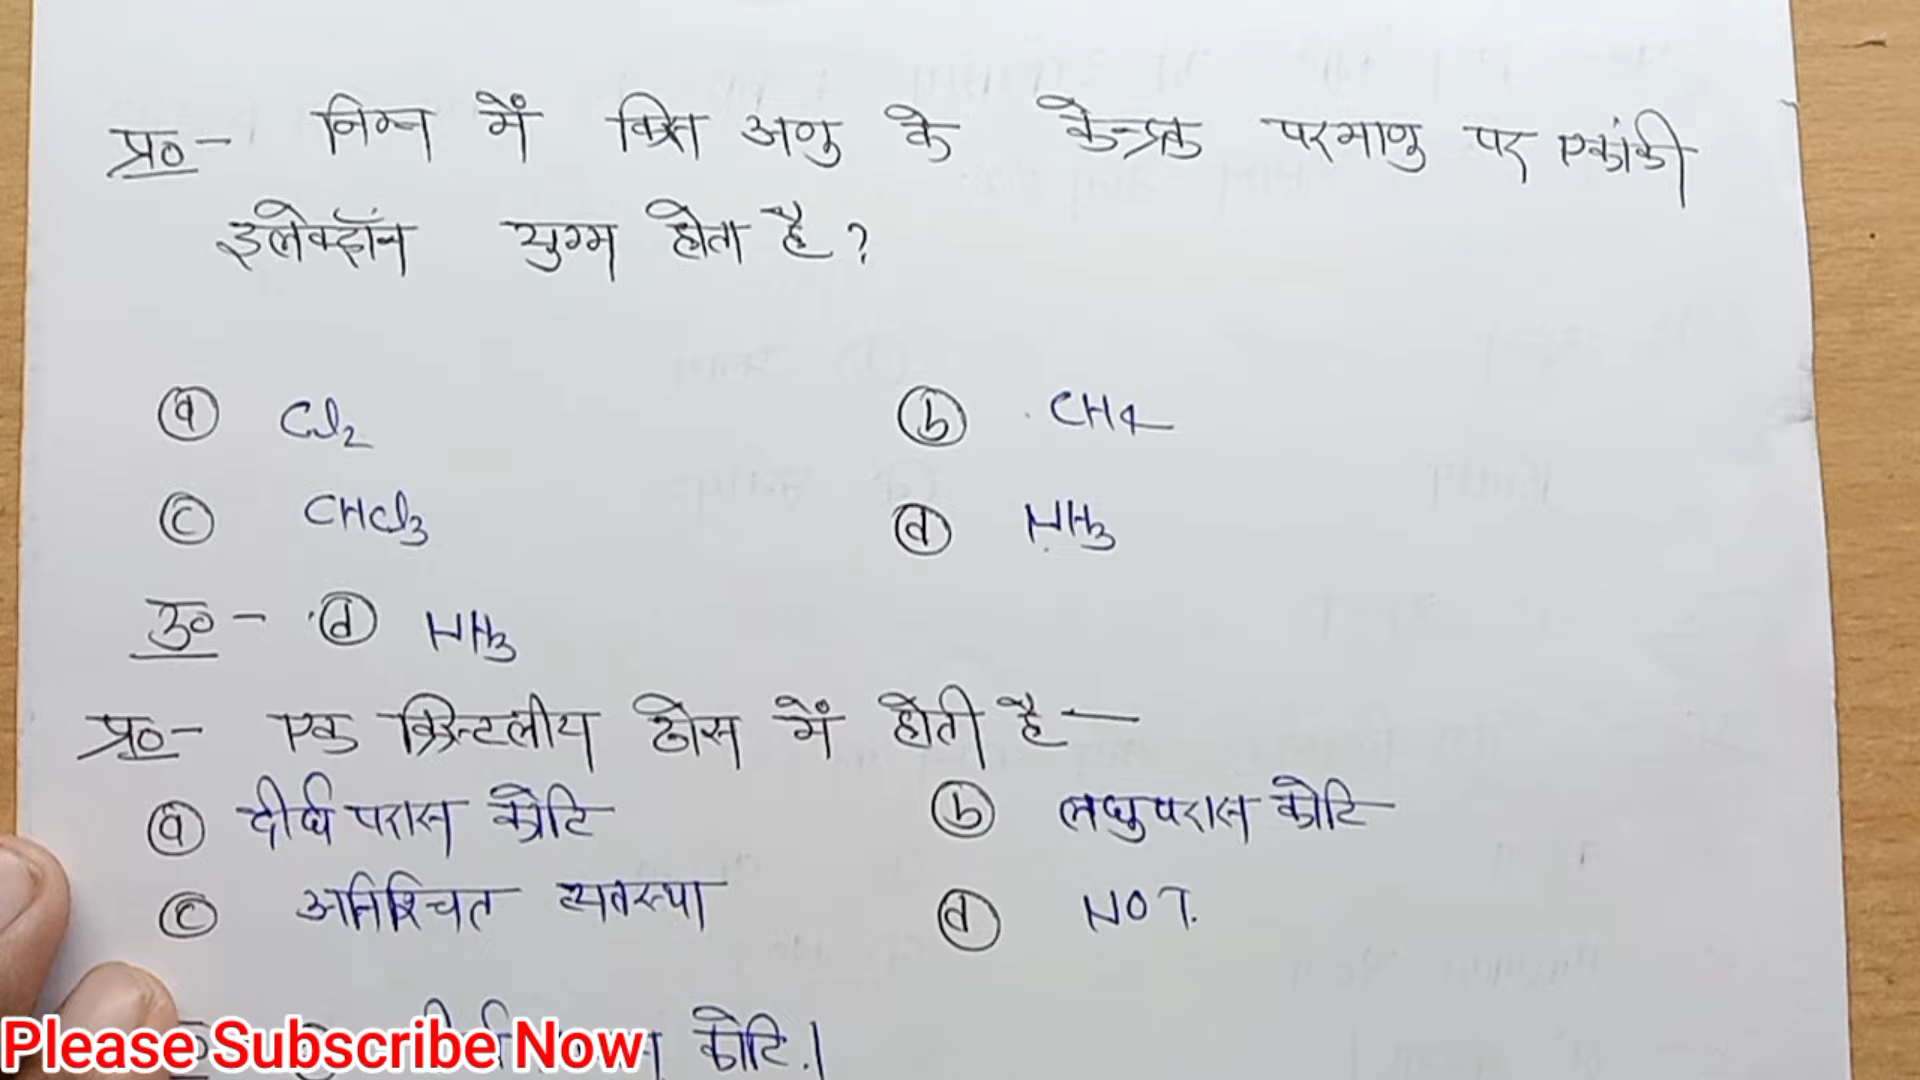 प्र०- निम्न में किस अणु के केन्द्रक परमाणु पर एकांकी
इलेक्ट्रॉन युग्म होता है ?
ⓐ Cl2 ⓑ CH4
ⓒ CHCl3 ⓓ NH3
उ०- ⓓ NH3
प्र०- एक क्रिस्टलीय ठोस में होती है —
ⓐ दीर्घ परास कोटि ⓑ लघु परास कोटि
ⓒ अनिश्चित व्यवस्था ⓓ NOT.
कोटि.|
Please Subscribe Now